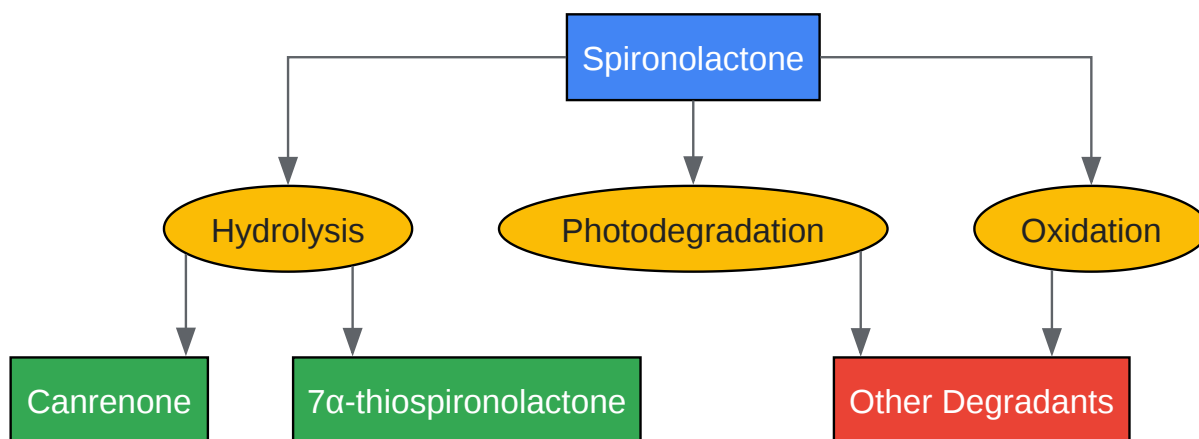 Spironolactone
Hydrolysis
Photodegradation
Oxidation
Canrenone
7α-thiospironolactone
Other Degradants